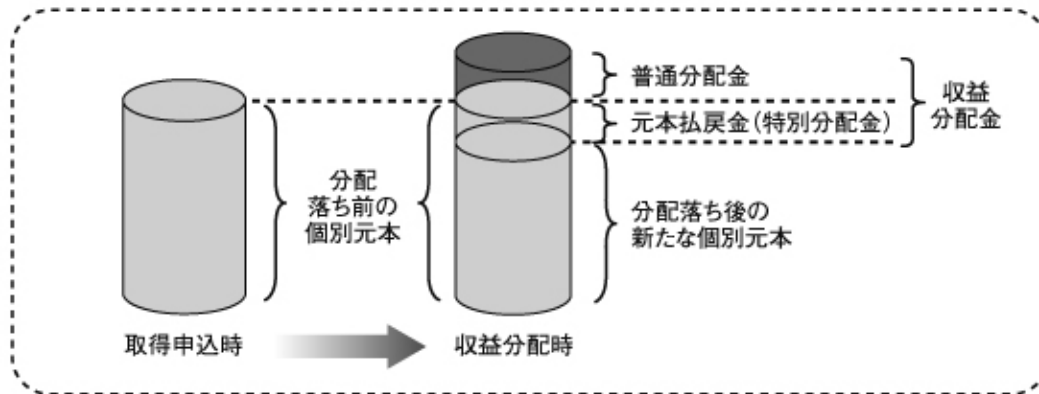 普通分配金
収益
分配金
元本払戻金(特別分配金)
分配
落ち前の
個別元本
分配落ち後の
新たな個別元本
取得申込時
収益分配時